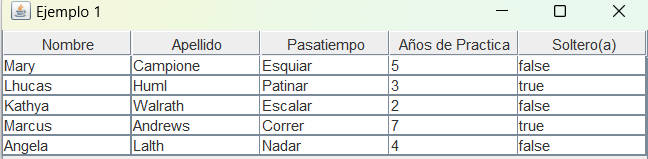 Ejemplo 1
Nombre Apellido Pasatiempo Años de Practica Soltero(a)
Mary Campione Esquiar 5 false
Lhucas Huml Patinar 3 true
Kathya Walrath Escalar 2 false
Marcus Andrews Correr 7 true
Angela Lalth Nadar 4 false